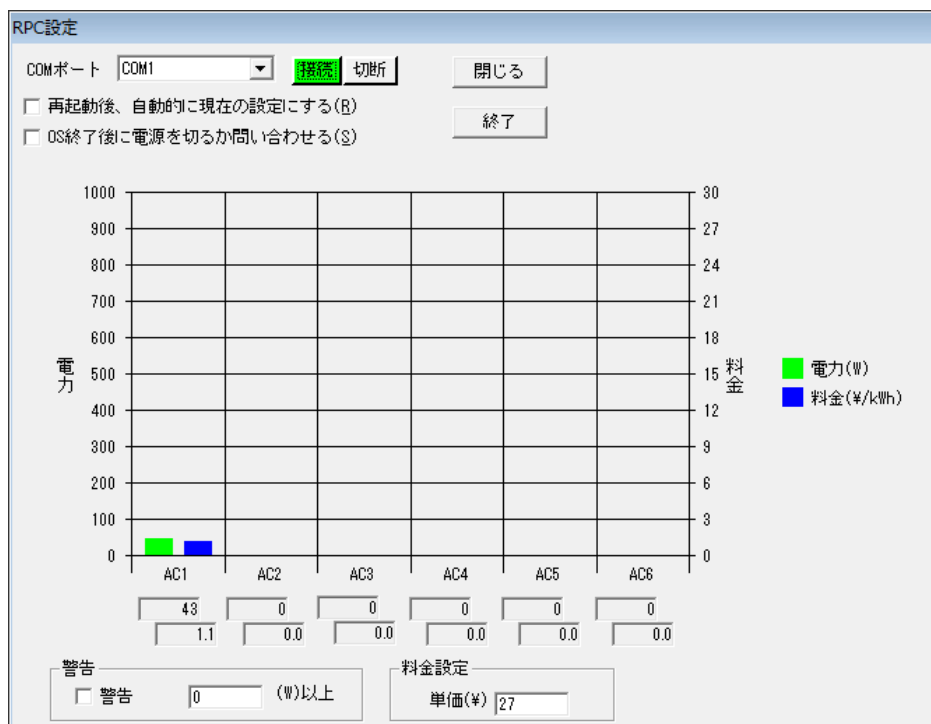 RPC設定
COMポート COM1 接続 切断 閉じる
再起動後、自動的に現在の設定にする(R)
OS終了後に電源を切るか問い合わせる(S)
終了
1000 30
900 27
800 24
700 21
600 18
電力 500 15 料金
400 12
300 9
200 6
100 3
0 0
電力(W)
料金(¥/kWh)
AC1 AC2 AC3 AC4 AC5 AC6
43 0 0 0 0 0
1.1 0.0 0.0 0.0 0.0 0.0
警告
警告 0 (W)以上
料金設定
単価(¥) 27